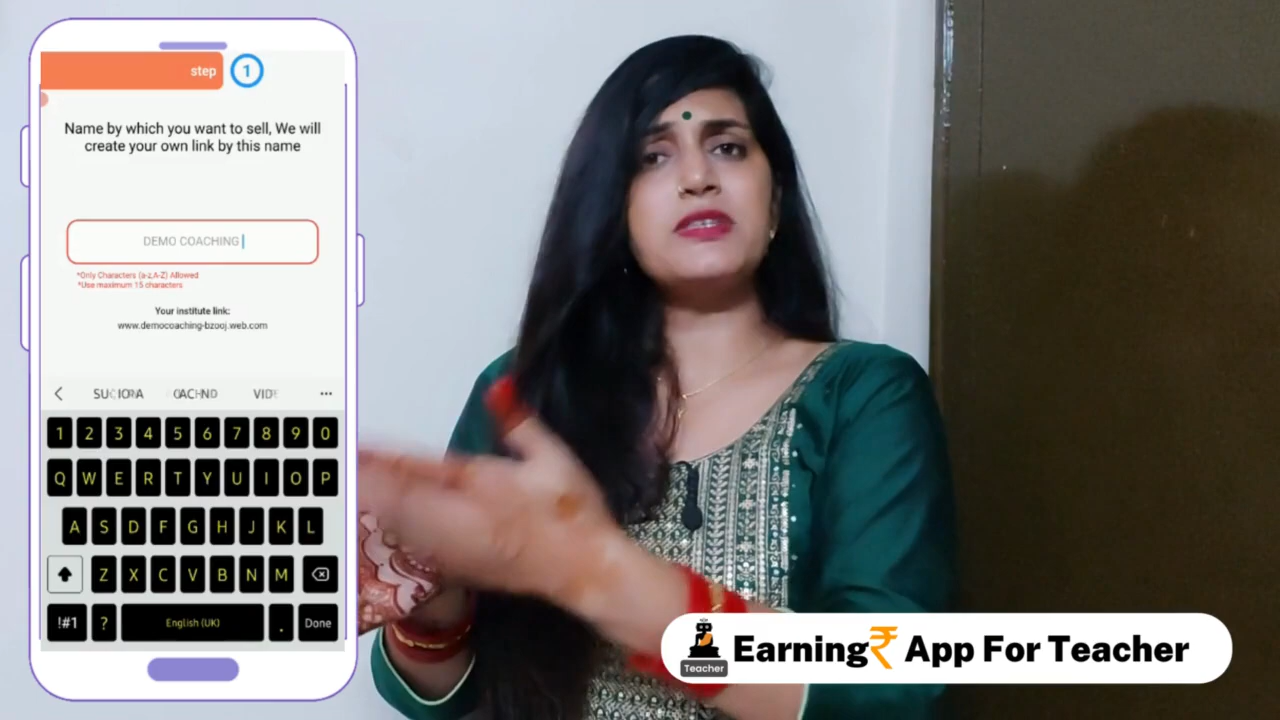 step 1
Name by which you want to sell, We will
create your own link by this name
DEMO COACHING
*Only Characters (a-z,A-Z) Allowed
*Use maximum 15 characters
Your institute link:
www.democoaching-bzooj.web.com
1 2 3 4 5 6 7 8 9 0
Q W E R T Y U I O P
A S D F G H J K L
Z X C V B N M
!#1 ? English (UK) . Done
Teacher
Earning₹ App For Teacher